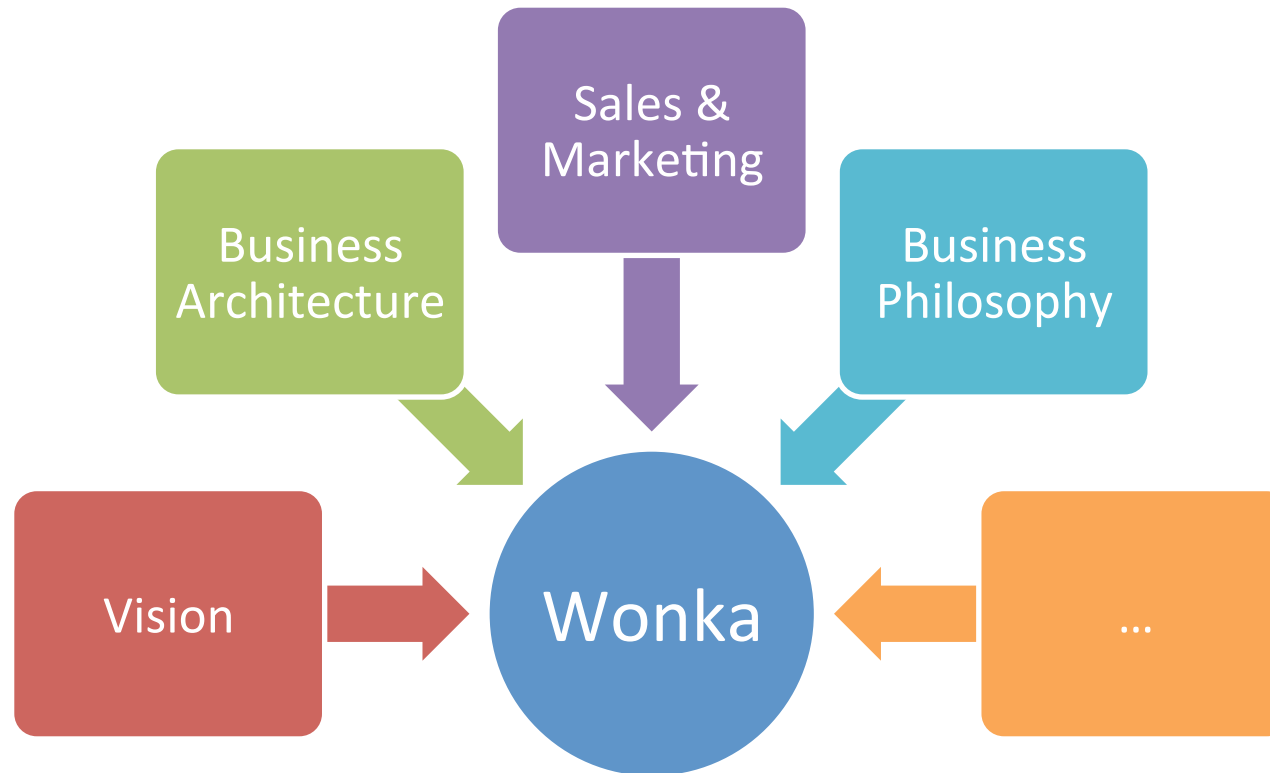 Sales &
Marketing
Business
Architecture
Business
Philosophy
Vision
Wonka
...